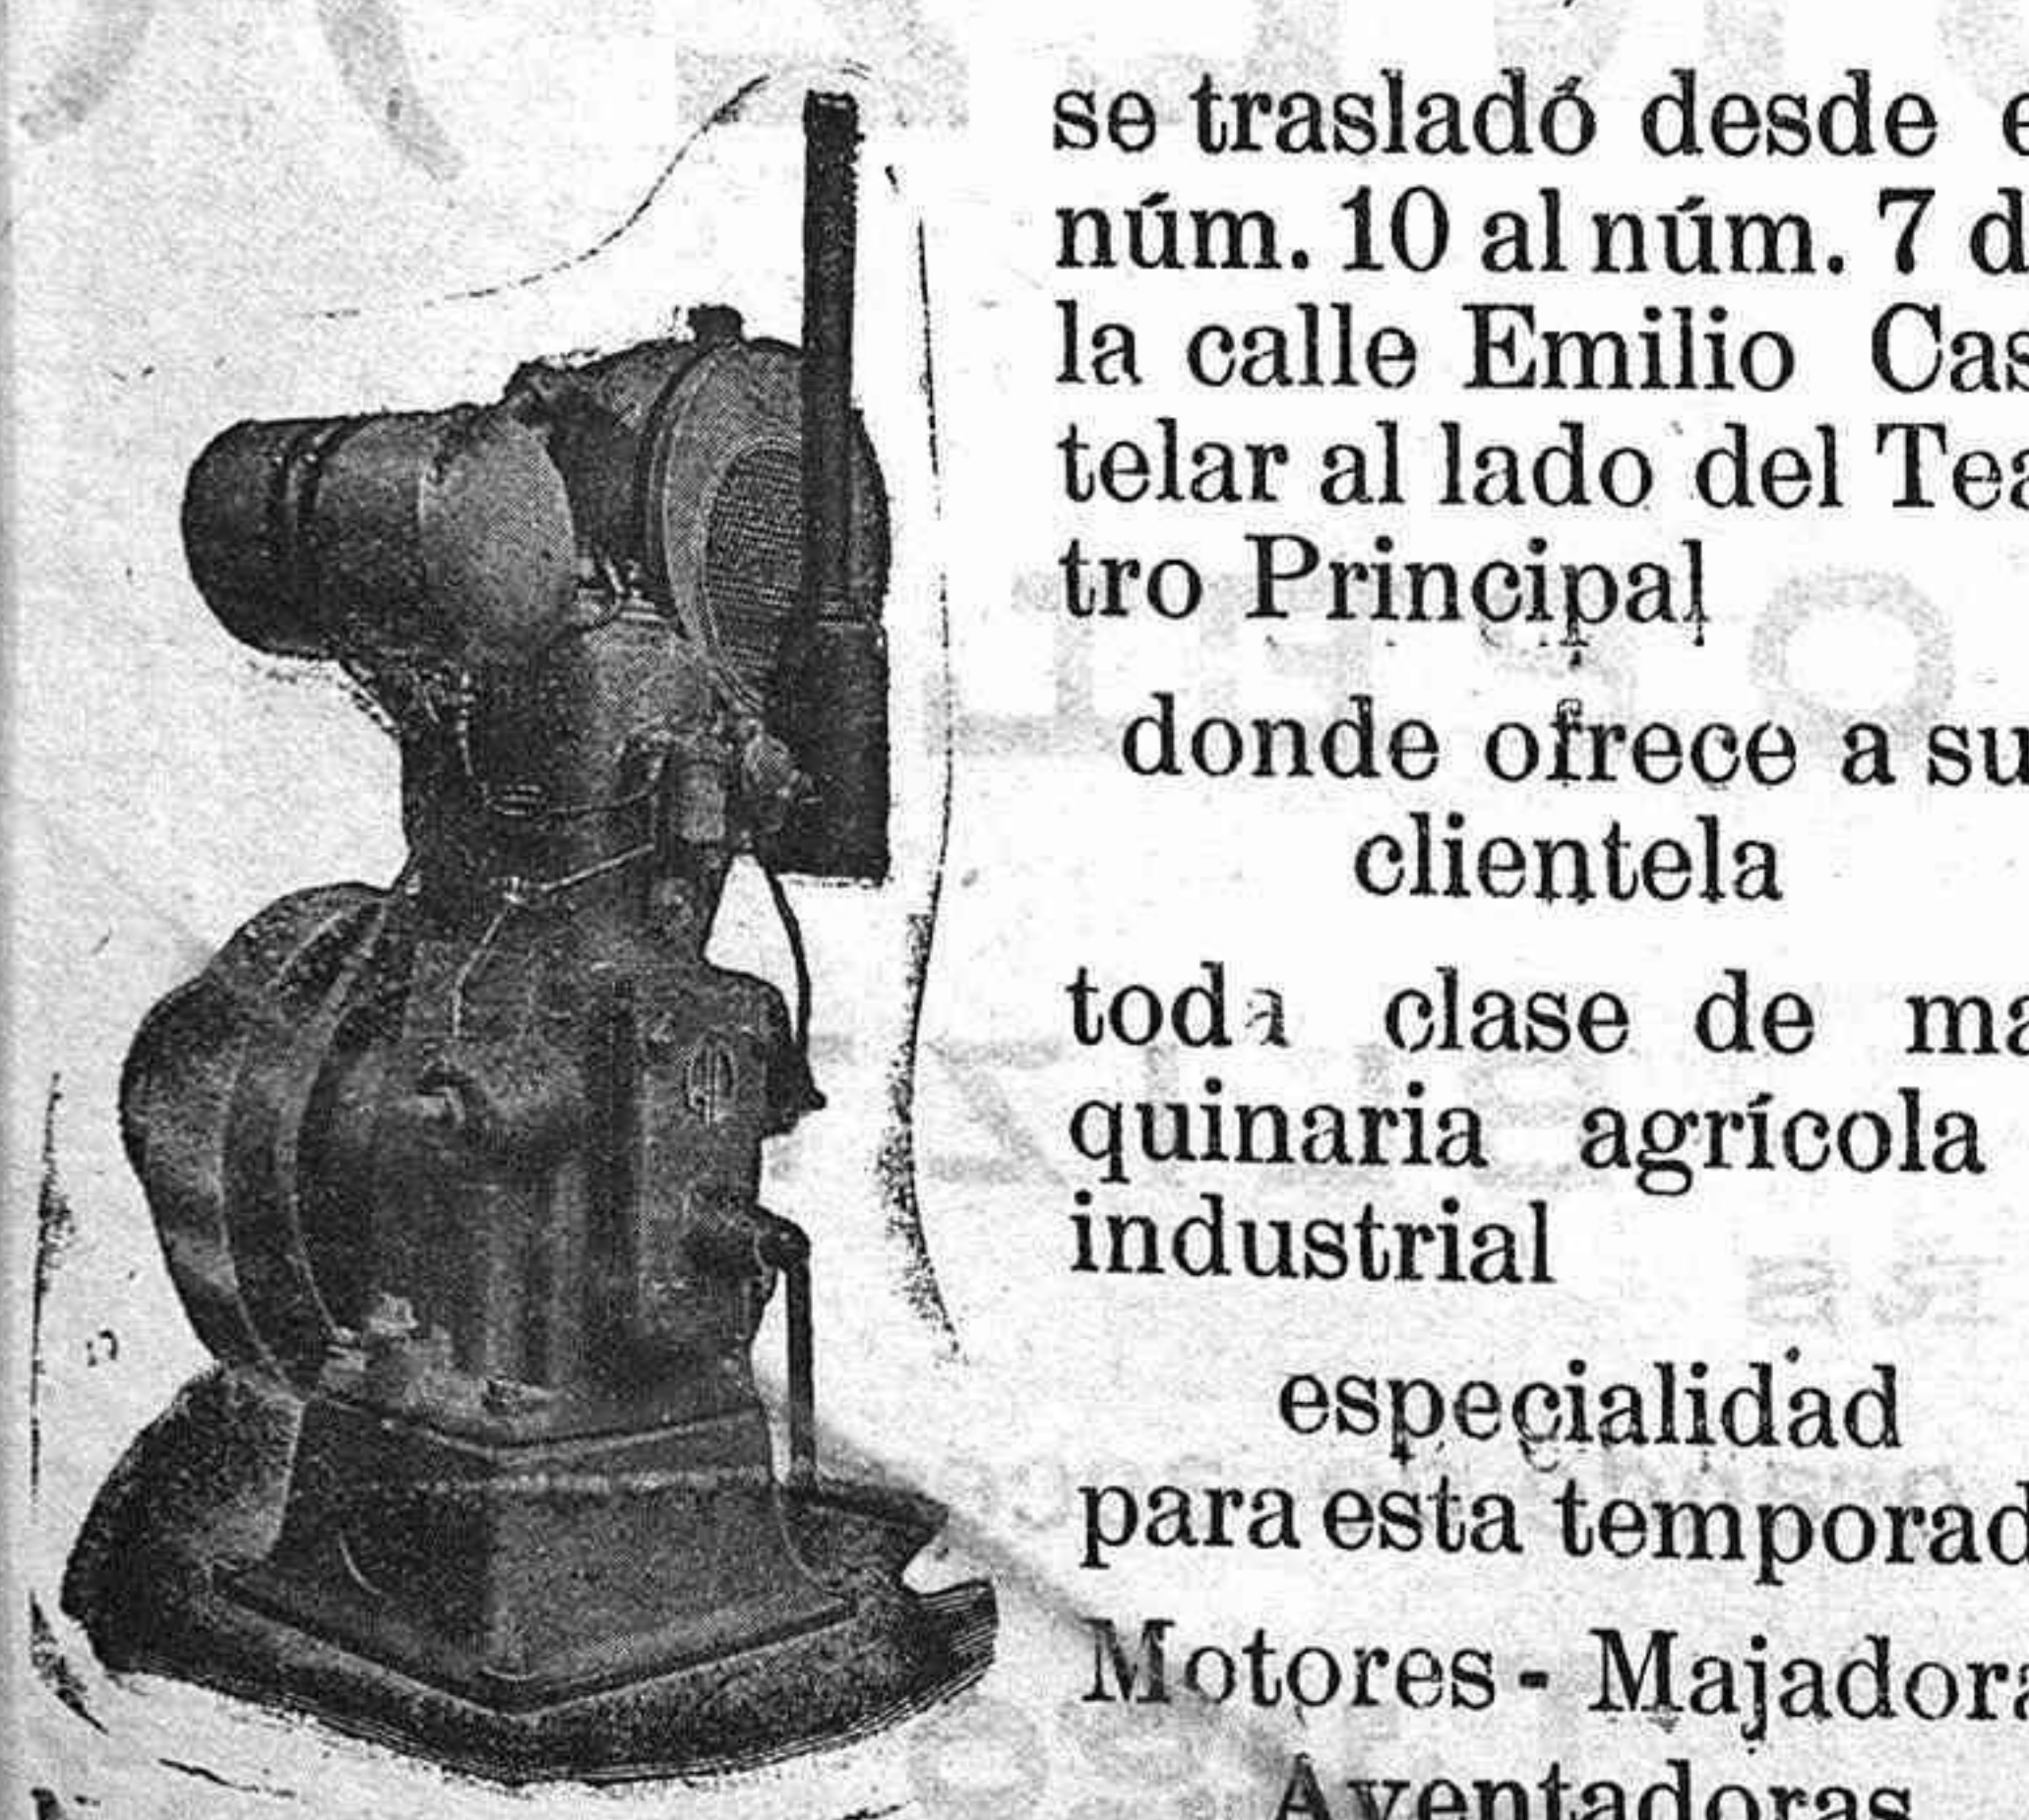 se trasladó desde e
núm. 10 al núm. 7 d
la calle Emilio Cas
telar al lado del Tea
tro Principal
donde ofrece a su
clientela
toda clase de ma
quinaria agrícola
industrial
especialidad
para esta temporad
Motores - Majadora
Aventadoras